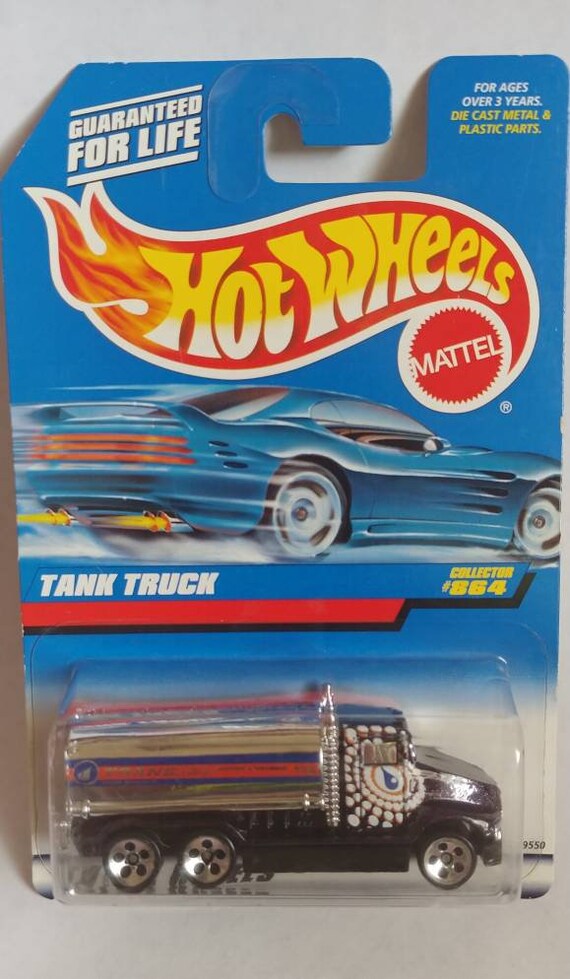 GUARANTEED
FOR LIFE
FOR AGES
OVER 3 YEARS.
DIE CAST METAL &
PLASTIC PARTS.
HOT WHEELS
MATTEL
®
TANK TRUCK
COLLECTOR
#864
9550